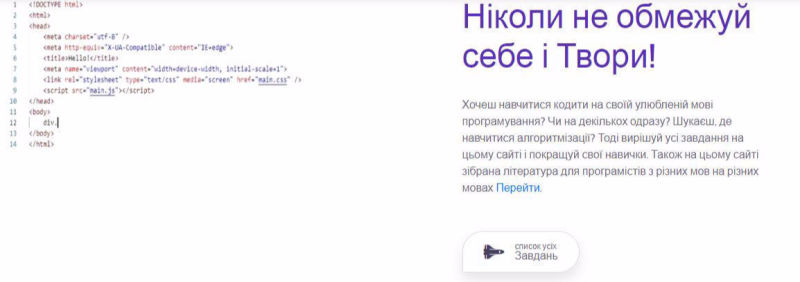 1 <!DOCTYPE html>
2 <html>
3 <head>
4 <meta charset="utf-8" />
5 <meta http-equiv="X-UA-Compatible" content="IE=edge">
6 <title>Hello!</title>
7 <meta name="viewport" content="width=device-width, initial-scale=1">
8 <link rel="stylesheet" type="text/css" media="screen" href="main.css" />
9 <script src="main.js"></script>
10 </head>
11 <body>
12 div.
13 </body>
14 </html>
Ніколи не обмежуй
себе і Твори!
Хочеш навчитися кодити на своїй улюбленій мові
програмування? Чи на декількох одразу? Шукаєш, де
навчитися алгоритмізації? Тоді вирішуй усі завдання на
цьому сайті і покращуй свої навички. Також на цьому сайті
зібрана література для програмістів з різних мов на різних
мовах Перейти.
список усіх
Завдань